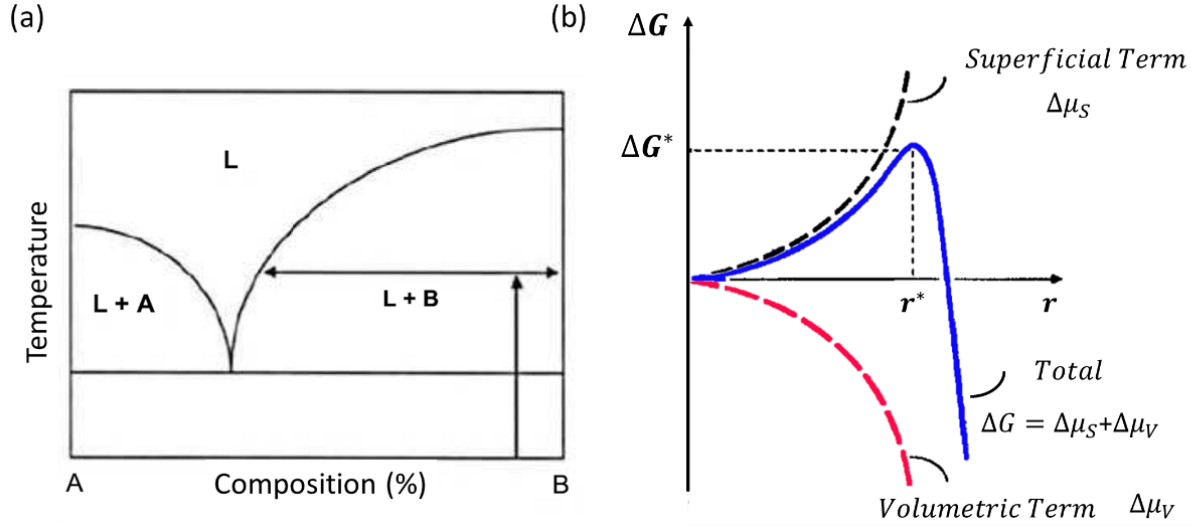 (a)
Temperature
L
L + A
L + B
A
Composition (%)
B
(b)
ΔG
Superficial Term
Δμ_S
ΔG*
r*
r
Total
ΔG = Δμ_S+Δμ_V
Volumetric Term Δμ_V